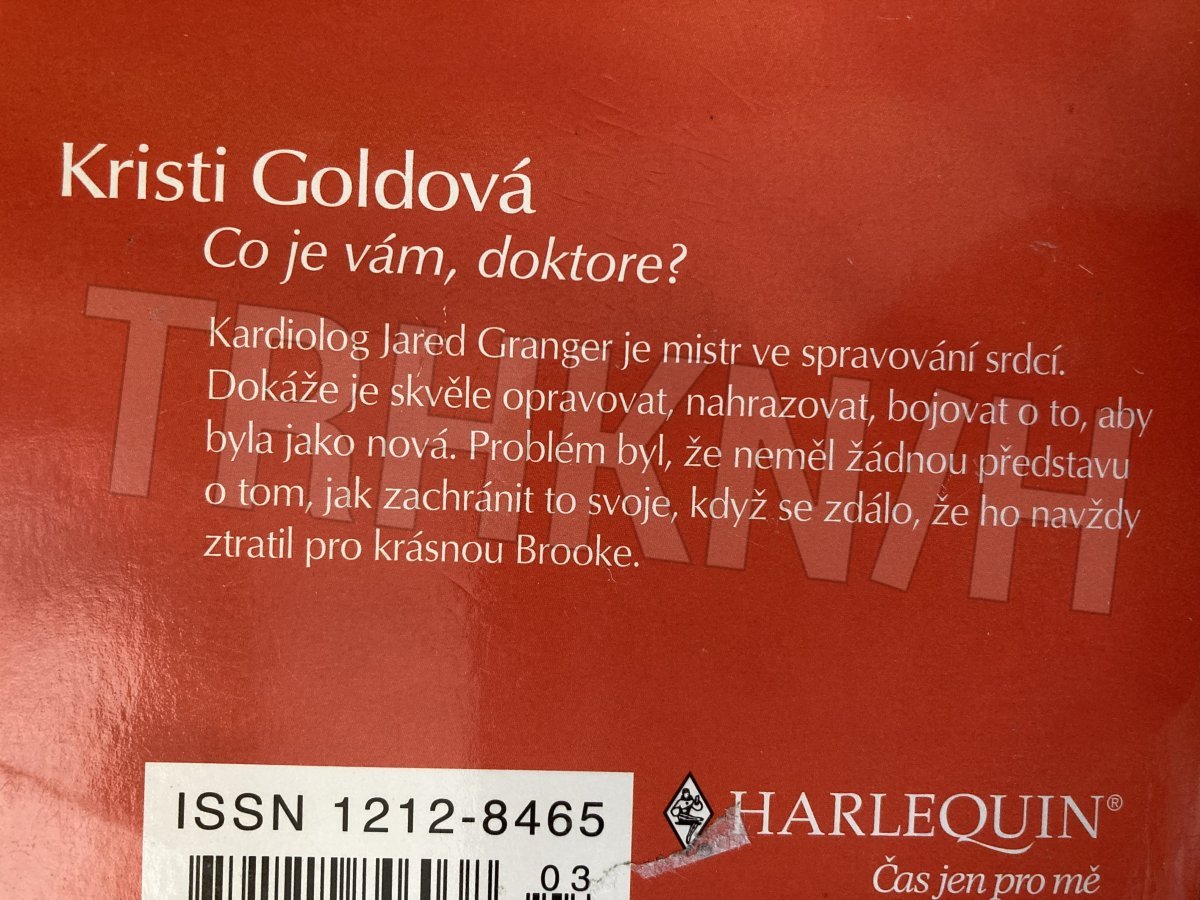 Kristi Goldová
Co je vám, doktore?
Kardiolog Jared Granger je mistr ve spravování srdcí.
Dokáže je skvěle opravovat, nahrazovat, bojovat o to, aby
byla jako nová. Problém byl, že neměl žádnou představu
o tom, jak zachránit to svoje, když se zdálo, že ho navždy
ztratil pro krásnou Brooke.
TRHKN/H
ISSN 1212-8465
03
HARLEQUIN®
Čas jen pro mě